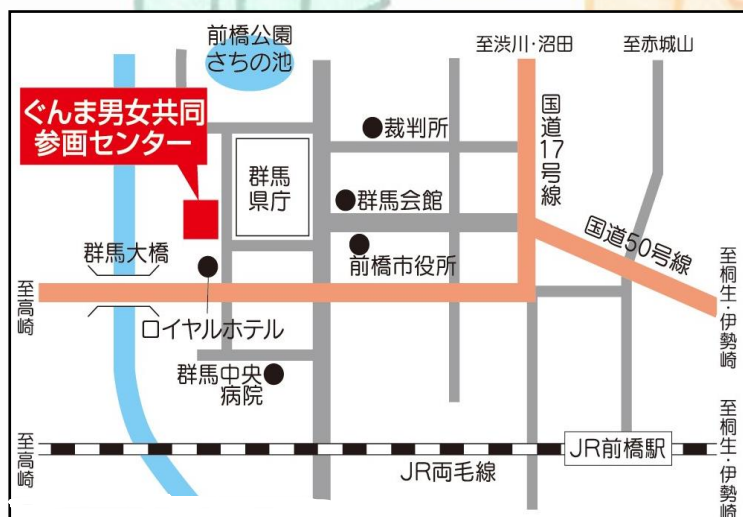 前橋公園
さちの池
至渋川・沼田
至赤城山
ぐんま男女共同
参画センター
裁判所
国道17号線
群馬
県庁
群馬会館
群馬大橋
前橋市役所
国道50号線
至高崎
至桐生・伊勢崎
ロイヤルホテル
群馬中央
病院
至高崎
JR両毛線
JR前橋駅
至桐生・伊勢崎